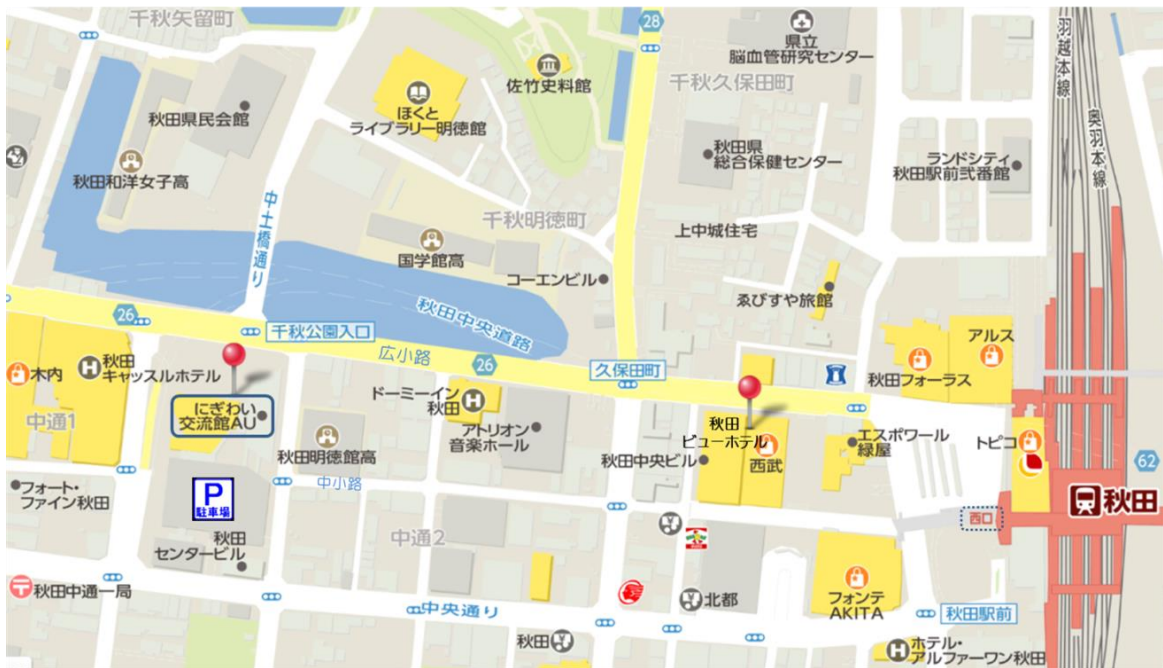 千秋矢留町
28
県立
脳血管研究センター
羽越本線
佐竹史料館
千秋久保田町
ほくと
ライブラリー明徳館
秋田県民会館
奥羽本線
秋田県
総合保健センター
ランドシティ
秋田駅前弐番館
秋田和洋女子高
中土橋通り
千秋明徳町
上中城住宅
国学館高
コーエンビル
ゑびすや旅館
秋田中央道路
26
千秋公園入口
広小路
アルス
木内
秋田
キャッスルホテル
26
久保田町
秋田フォーラス
ドーミーイン
秋田
中通1
にぎわい
交流館AU
アトリオン
音楽ホール
秋田
ビューホテル
エスポワール
緑屋
トピコ
秋田明徳館高
秋田中央ビル
西武
62
フォート・
ファイン秋田
中小路
P
駐車場
秋田
西口
秋田
センタービル
中通2
秋田中通一局
中央通り
北都
フォンテ
AKITA
秋田駅前
秋田
ホテル・
アルファーワン秋田